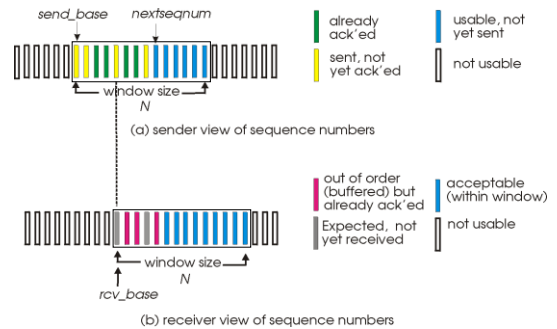 send_base
nextseqnum
already
ack'ed
usable, not
yet sent
sent, not
yet ack'ed
not usable
window size
N
(a) sender view of sequence numbers
out of order
(buffered) but
already ack'ed
acceptable
(within window)
Expected, not
yet received
not usable
window size
N
rcv_base
(b) receiver view of sequence numbers